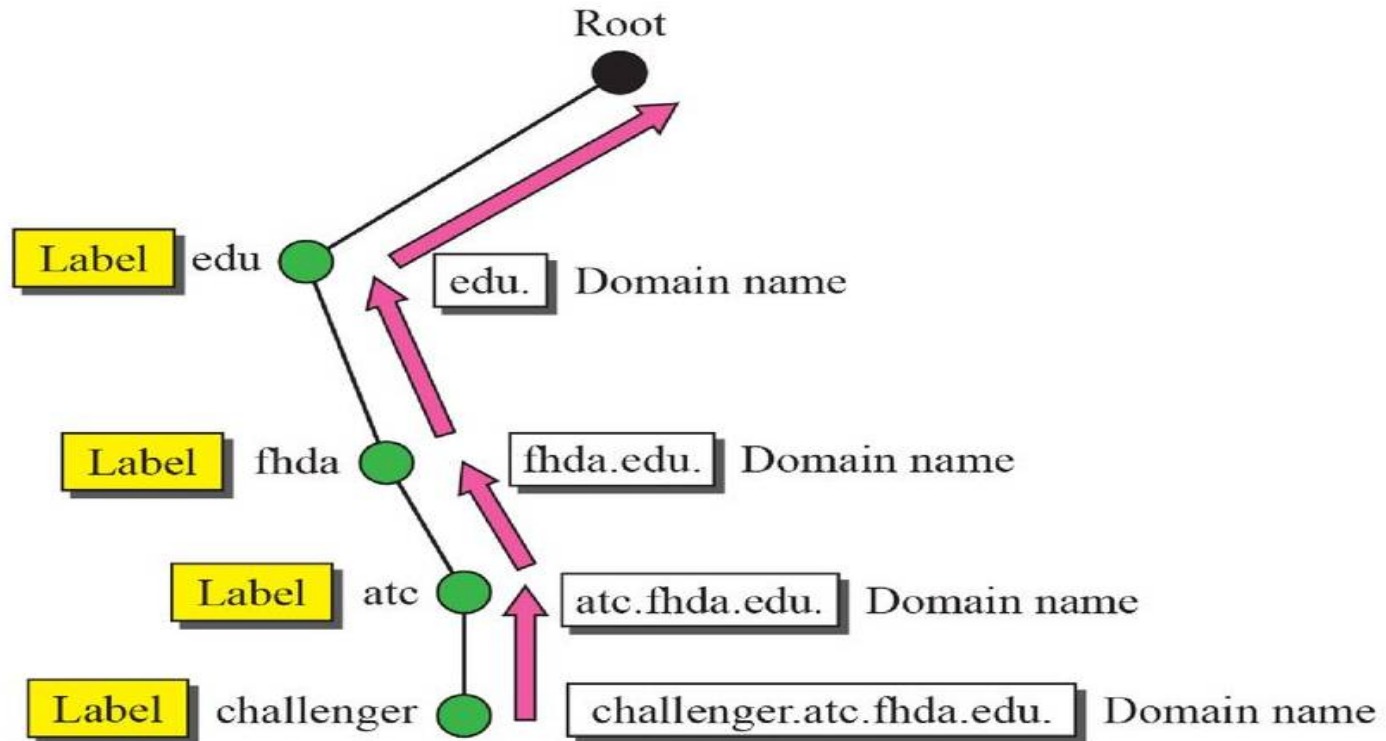 Root
Label edu edu. Domain name
Label fhda fhda.edu. Domain name
Label atc atc.fhda.edu. Domain name
Label challenger challenger.atc.fhda.edu. Domain name